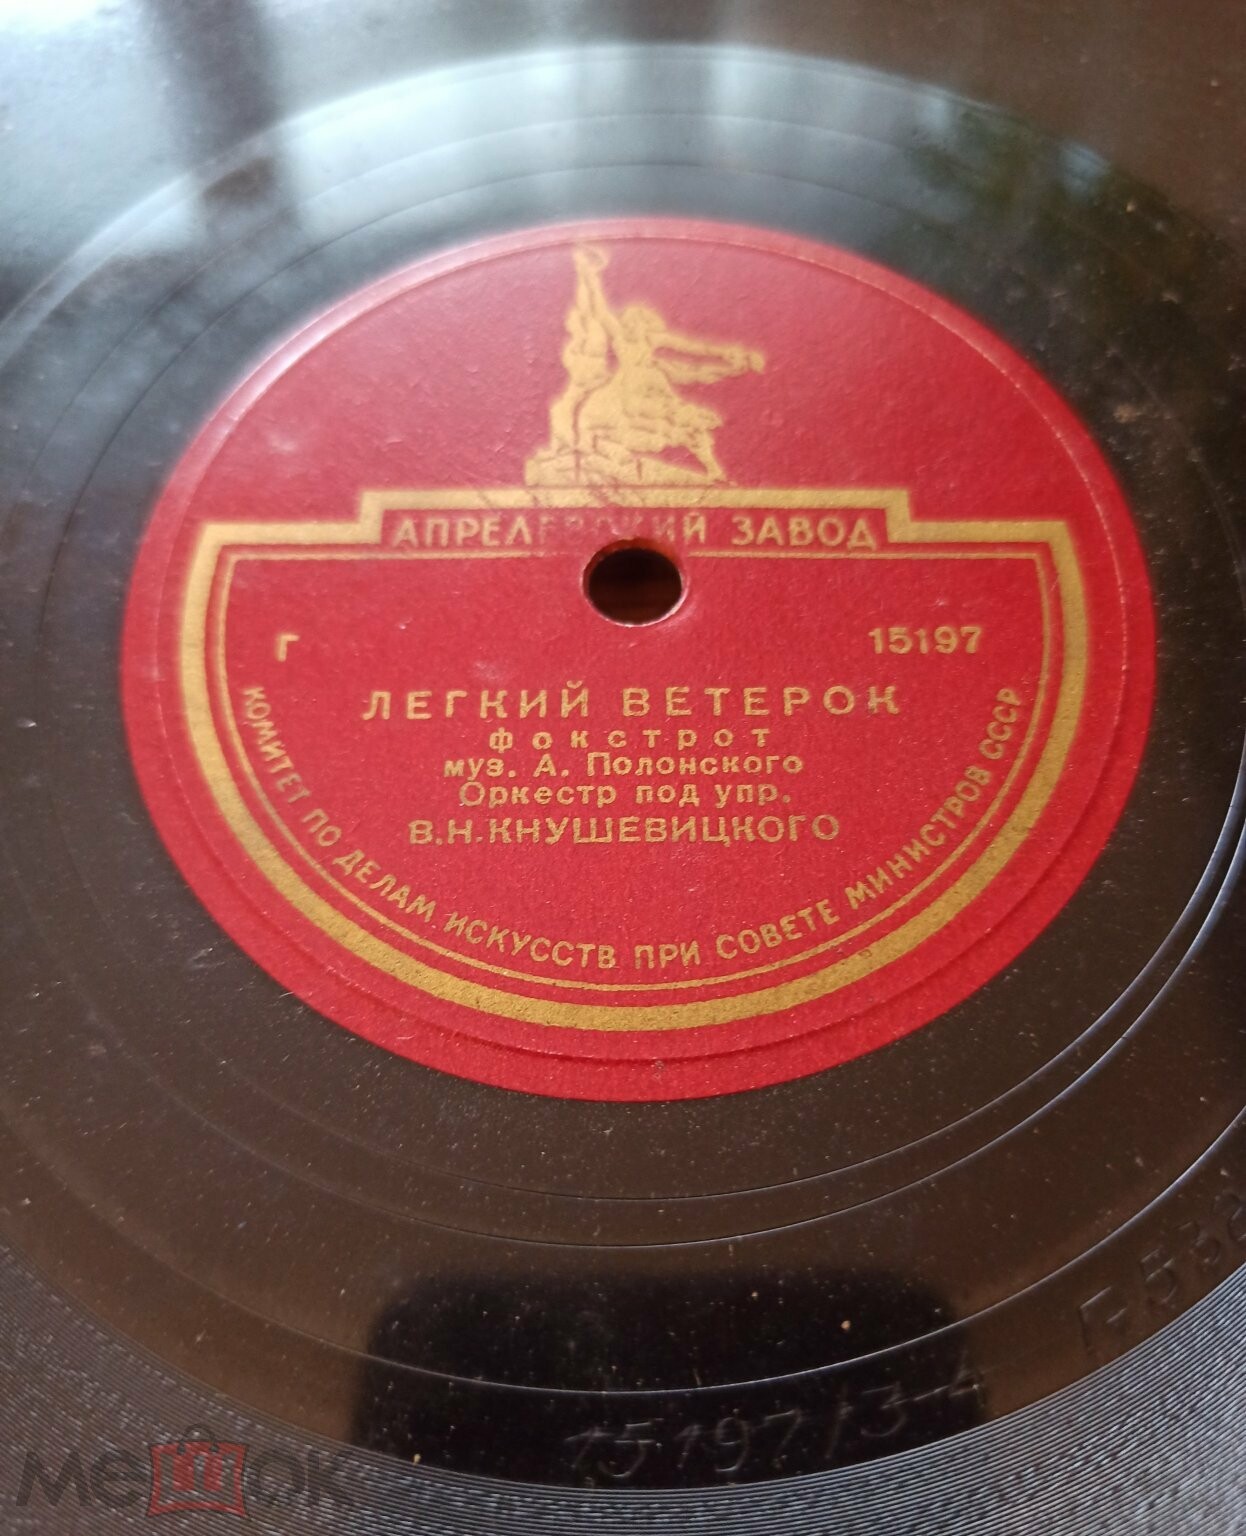 АПРЕЛЕВСКИЙ ЗАВОД
Г 15197
ЛЕГКИЙ ВЕТЕРОК
фокстрот
муз. А. Полонского
Оркестр под упр.
В.Н.КНУШЕВИЦКОГО
КОМИТЕТ ПО ДЕЛАМ ИСКУССТВ ПРИ СОВЕТЕ МИНИСТРОВ СССР
15197/3-4
мешок